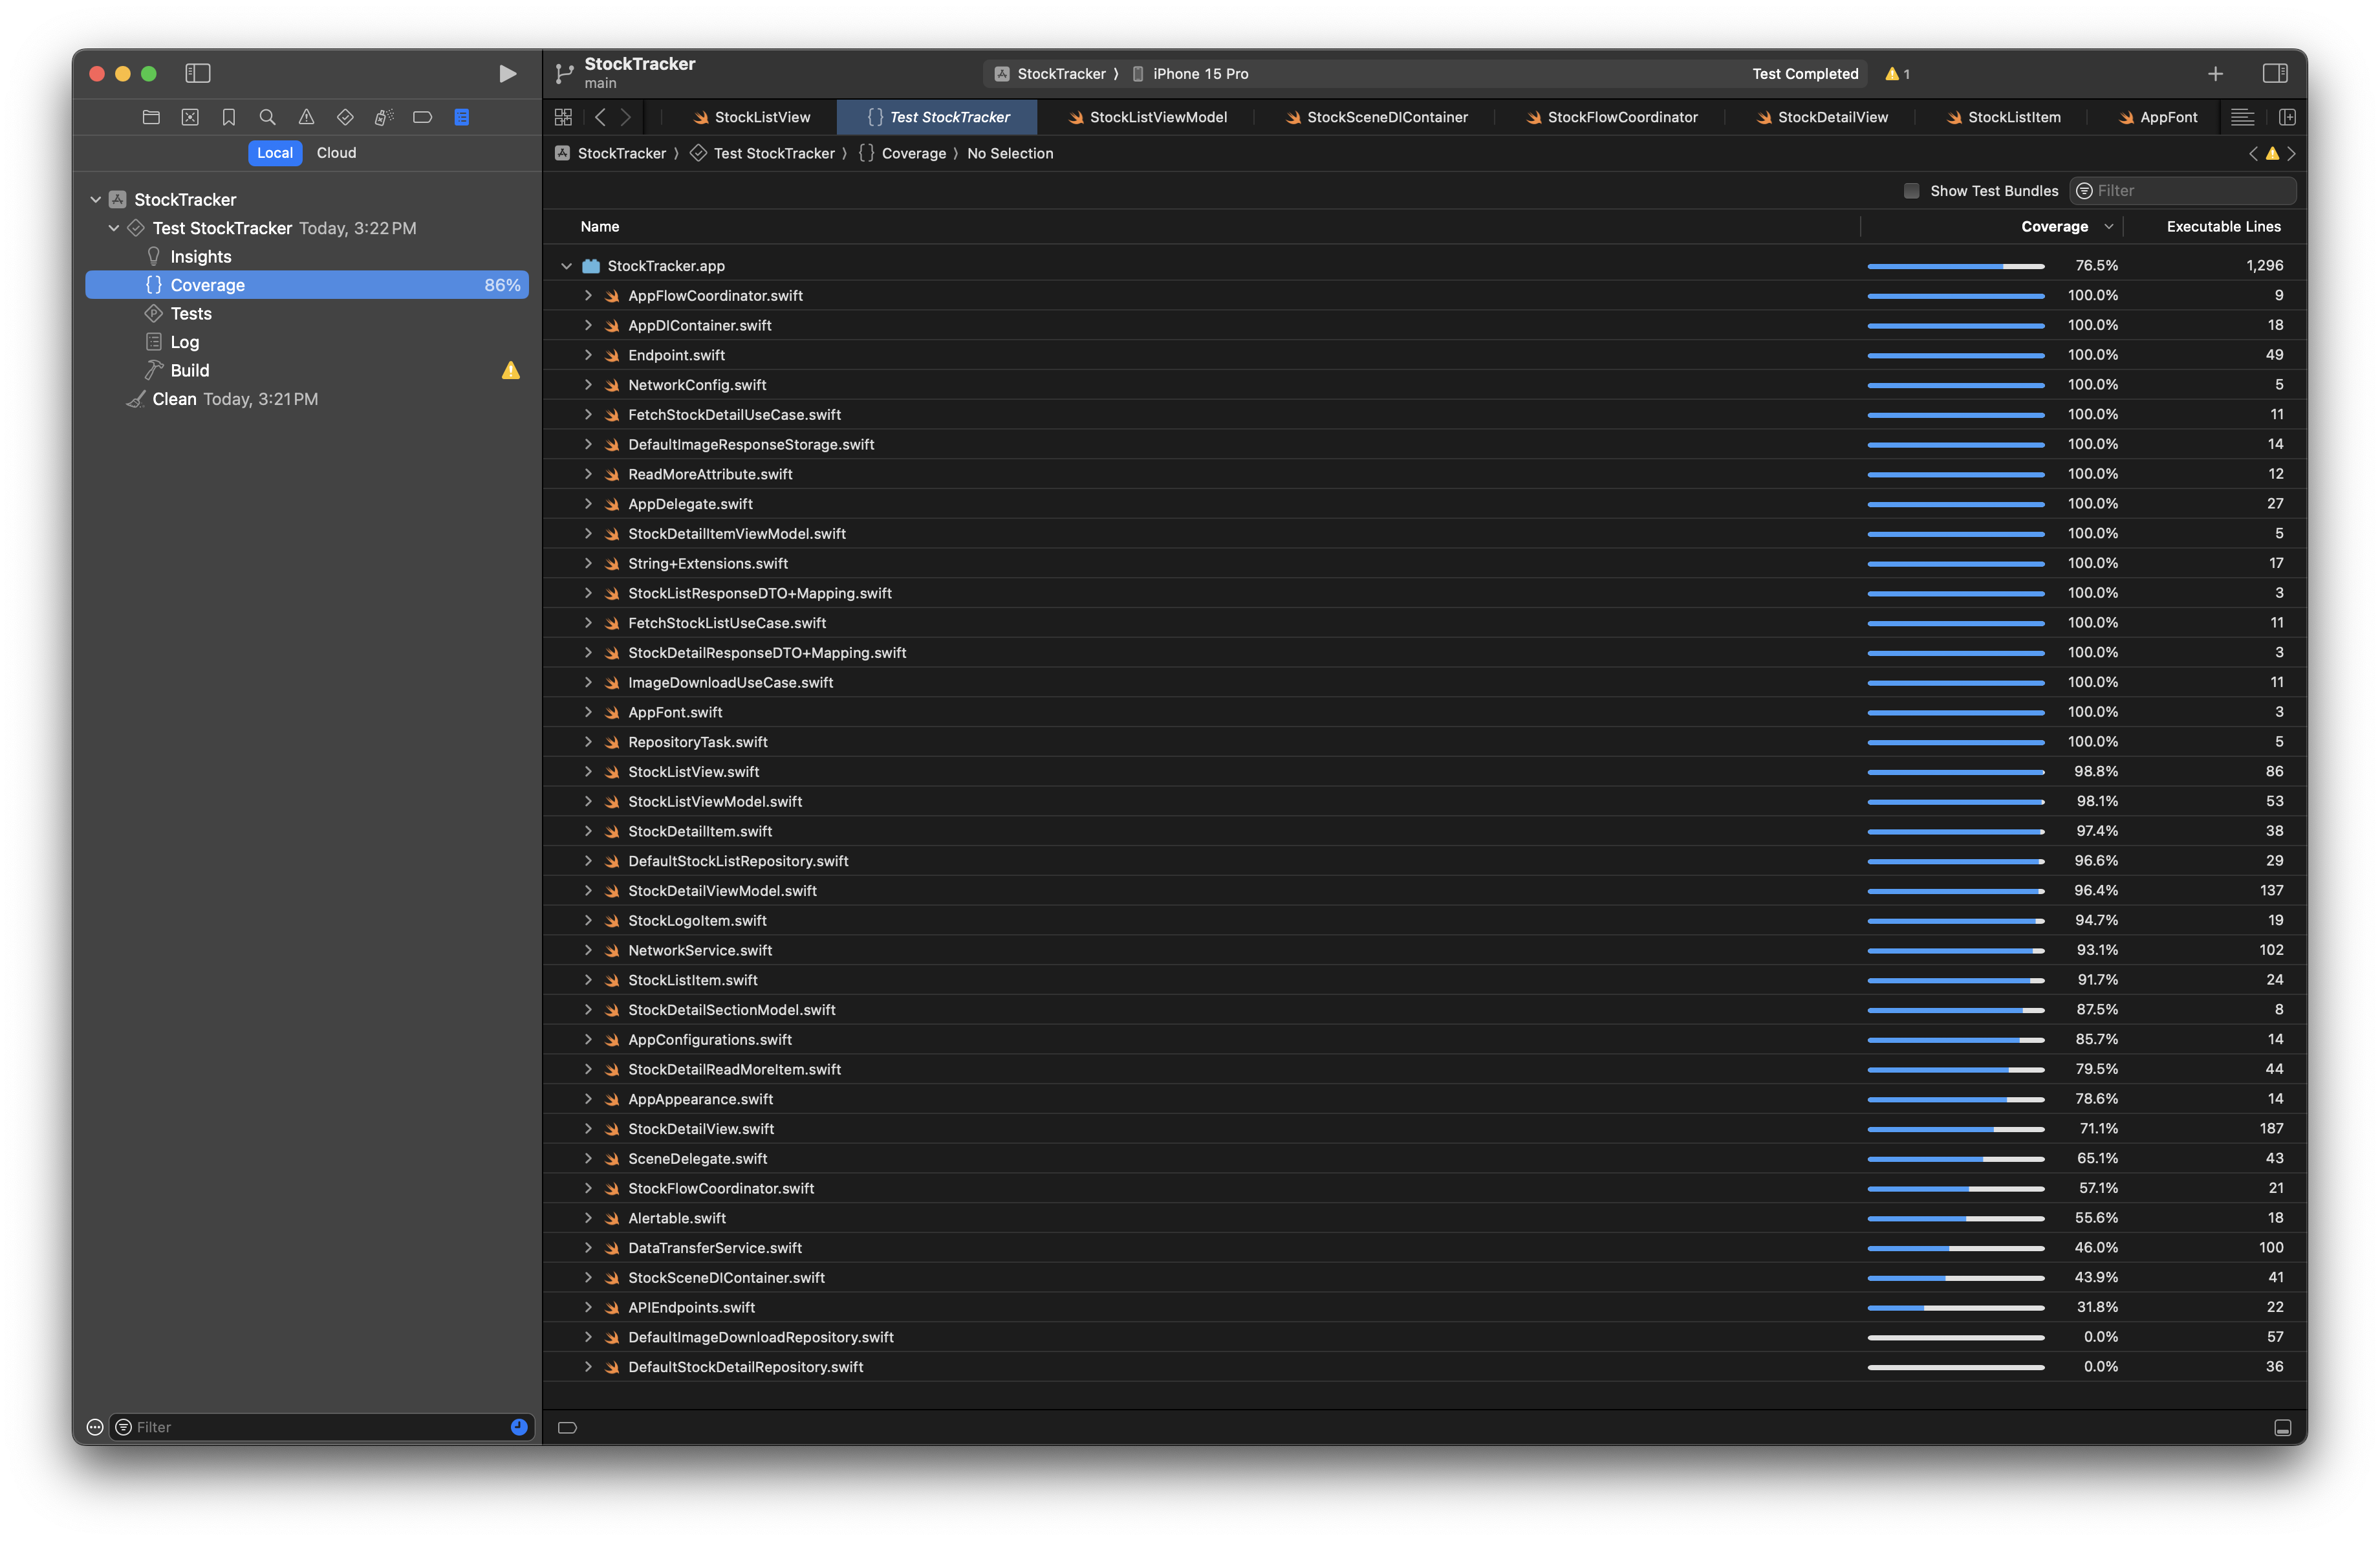 StockTracker
main
StockTracker
iPhone 15 Pro
Test Completed
1
StockListView
Test StockTracker
StockListViewModel
StockSceneDIContainer
StockFlowCoordinator
StockDetailView
StockListItem
AppFont
Local
Cloud
StockTracker
Test StockTracker
Coverage
No Selection
StockTracker
Test StockTracker Today, 3:22 PM
Insights
Coverage 86%
Tests
Log
Build
Clean Today, 3:21 PM
Show Test Bundles
Filter
Name Coverage Executable Lines
StockTracker.app 76.5% 1,296
AppFlowCoordinator.swift 100.0% 9
AppDIContainer.swift 100.0% 18
Endpoint.swift 100.0% 49
NetworkConfig.swift 100.0% 5
FetchStockDetailUseCase.swift 100.0% 11
DefaultImageResponseStorage.swift 100.0% 14
ReadMoreAttribute.swift 100.0% 12
AppDelegate.swift 100.0% 27
StockDetailItemViewModel.swift 100.0% 5
String+Extensions.swift 100.0% 17
StockListResponseDTO+Mapping.swift 100.0% 3
FetchStockListUseCase.swift 100.0% 11
StockDetailResponseDTO+Mapping.swift 100.0% 3
ImageDownloadUseCase.swift 100.0% 11
AppFont.swift 100.0% 3
RepositoryTask.swift 100.0% 5
StockListView.swift 98.8% 86
StockListViewModel.swift 98.1% 53
StockDetailItem.swift 97.4% 38
DefaultStockListRepository.swift 96.6% 29
StockDetailViewModel.swift 96.4% 137
StockLogoItem.swift 94.7% 19
NetworkService.swift 93.1% 102
StockListItem.swift 91.7% 24
StockDetailSectionModel.swift 87.5% 8
AppConfigurations.swift 85.7% 14
StockDetailReadMoreItem.swift 79.5% 44
AppAppearance.swift 78.6% 14
StockDetailView.swift 71.1% 187
SceneDelegate.swift 65.1% 43
StockFlowCoordinator.swift 57.1% 21
Alertable.swift 55.6% 18
DataTransferService.swift 46.0% 100
StockSceneDIContainer.swift 43.9% 41
APIEndpoints.swift 31.8% 22
DefaultImageDownloadRepository.swift 0.0% 57
DefaultStockDetailRepository.swift 0.0% 36
Filter